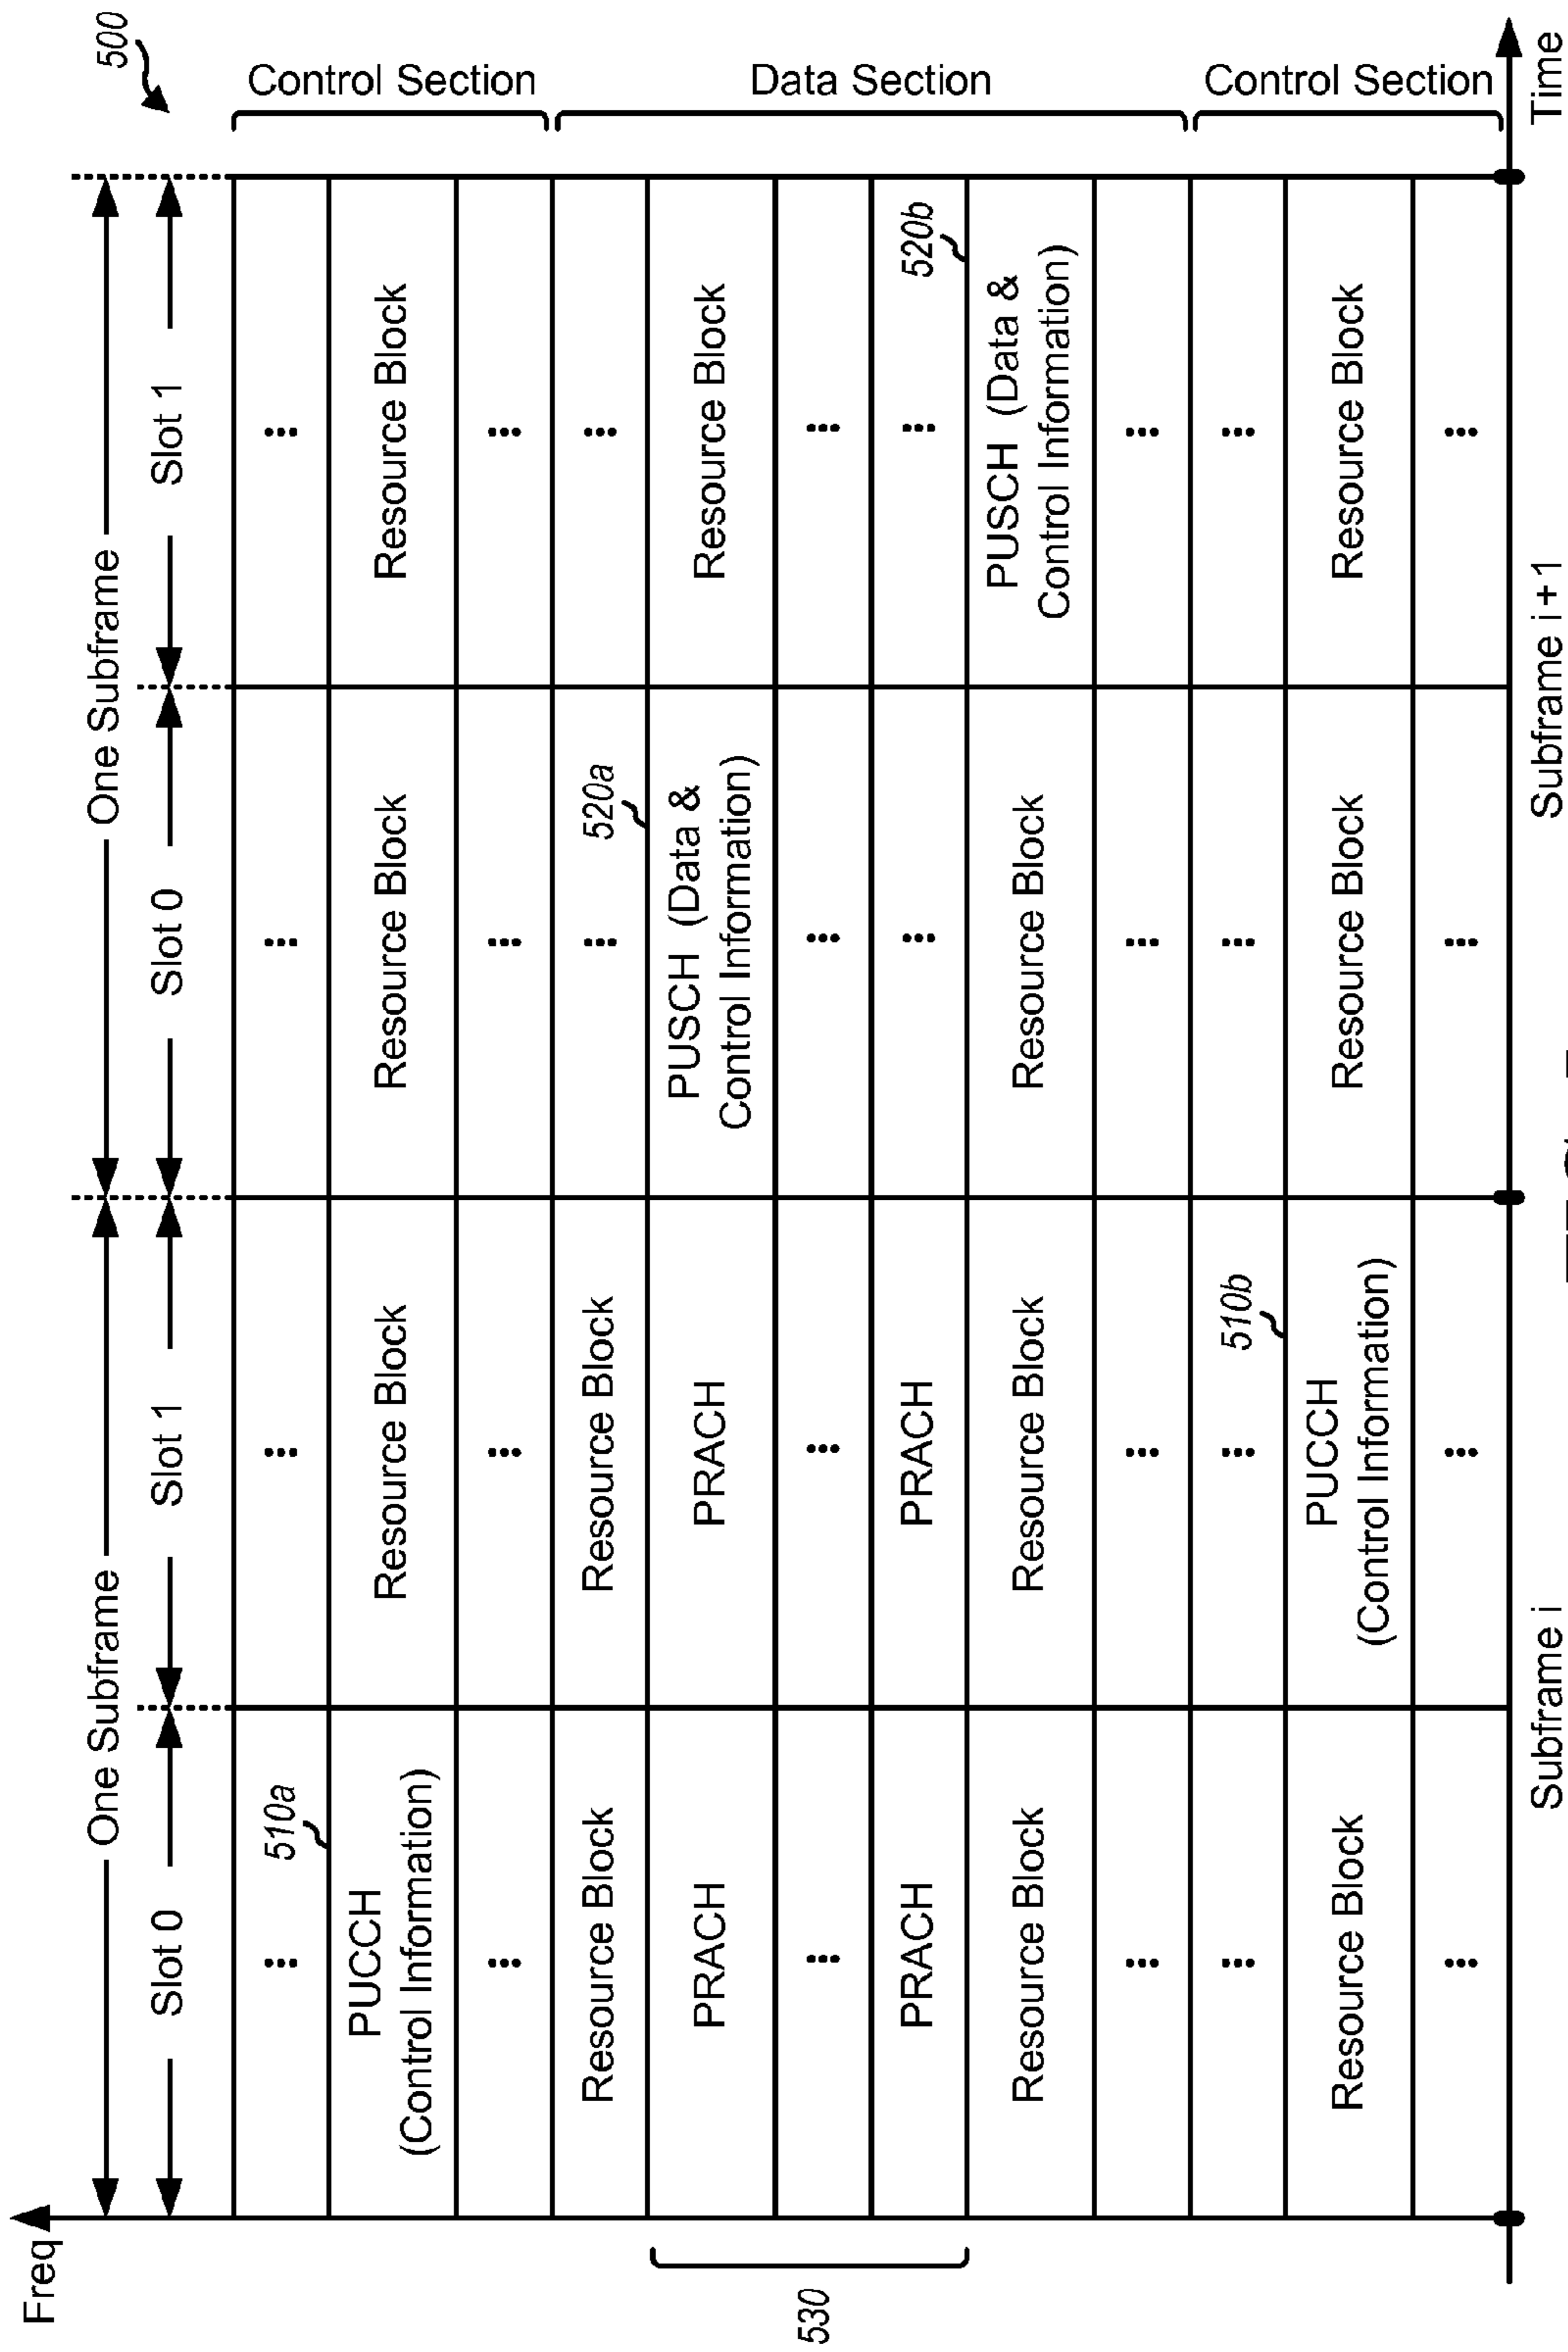 500
Freq
One Subframe
One Subframe
Slot 0
Slot 1
Slot 0
Slot 1
Control Section
Data Section
Control Section
... ... ... ...
510a
PUCCH
(Control Information)
Resource Block
Resource Block
Resource Block
... ... ... ...
Resource Block
Resource Block
... ...
520a
530
PRACH
PRACH
PUSCH (Data &
Control Information)
Resource Block
... ... ... ...
PRACH
PRACH
... ...
520b
Resource Block
Resource Block
Resource Block
PUSCH (Data &
Control Information)
... ... ... ...
... ... ... ...
510b
Resource Block
PUCCH
(Control Information)
Resource Block
Resource Block
... ... ... ...
Time
Subframe i
Subframe i + 1